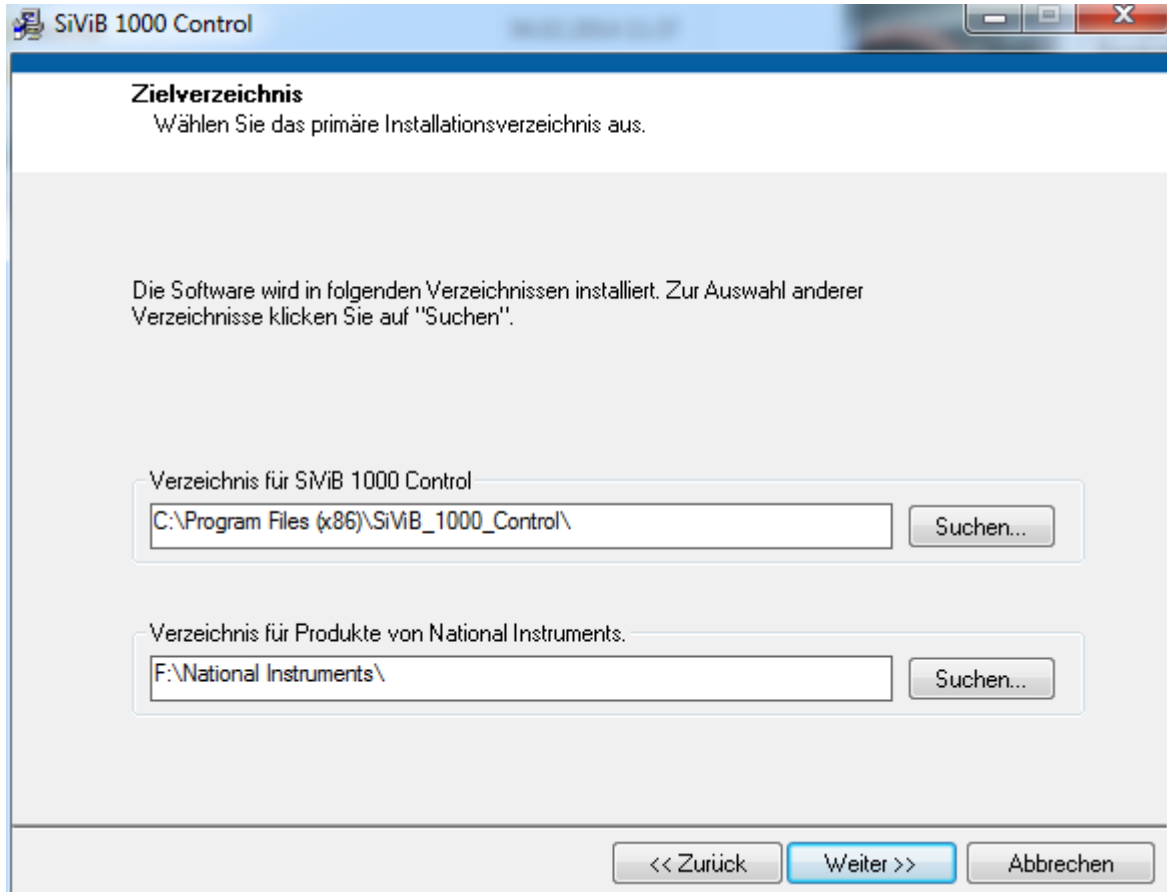 SiViB 1000 Control
Zielverzeichnis
Wählen Sie das primäre Installationsverzeichnis aus.
Die Software wird in folgenden Verzeichnissen installiert. Zur Auswahl anderer
Verzeichnisse klicken Sie auf "Suchen".
Verzeichnis für SiViB 1000 Control
C:\Program Files (x86)\SiViB_1000_Control\
Suchen...
Verzeichnis für Produkte von National Instruments.
F:\National Instruments\
Suchen...
<< Zurück
Weiter >>
Abbrechen